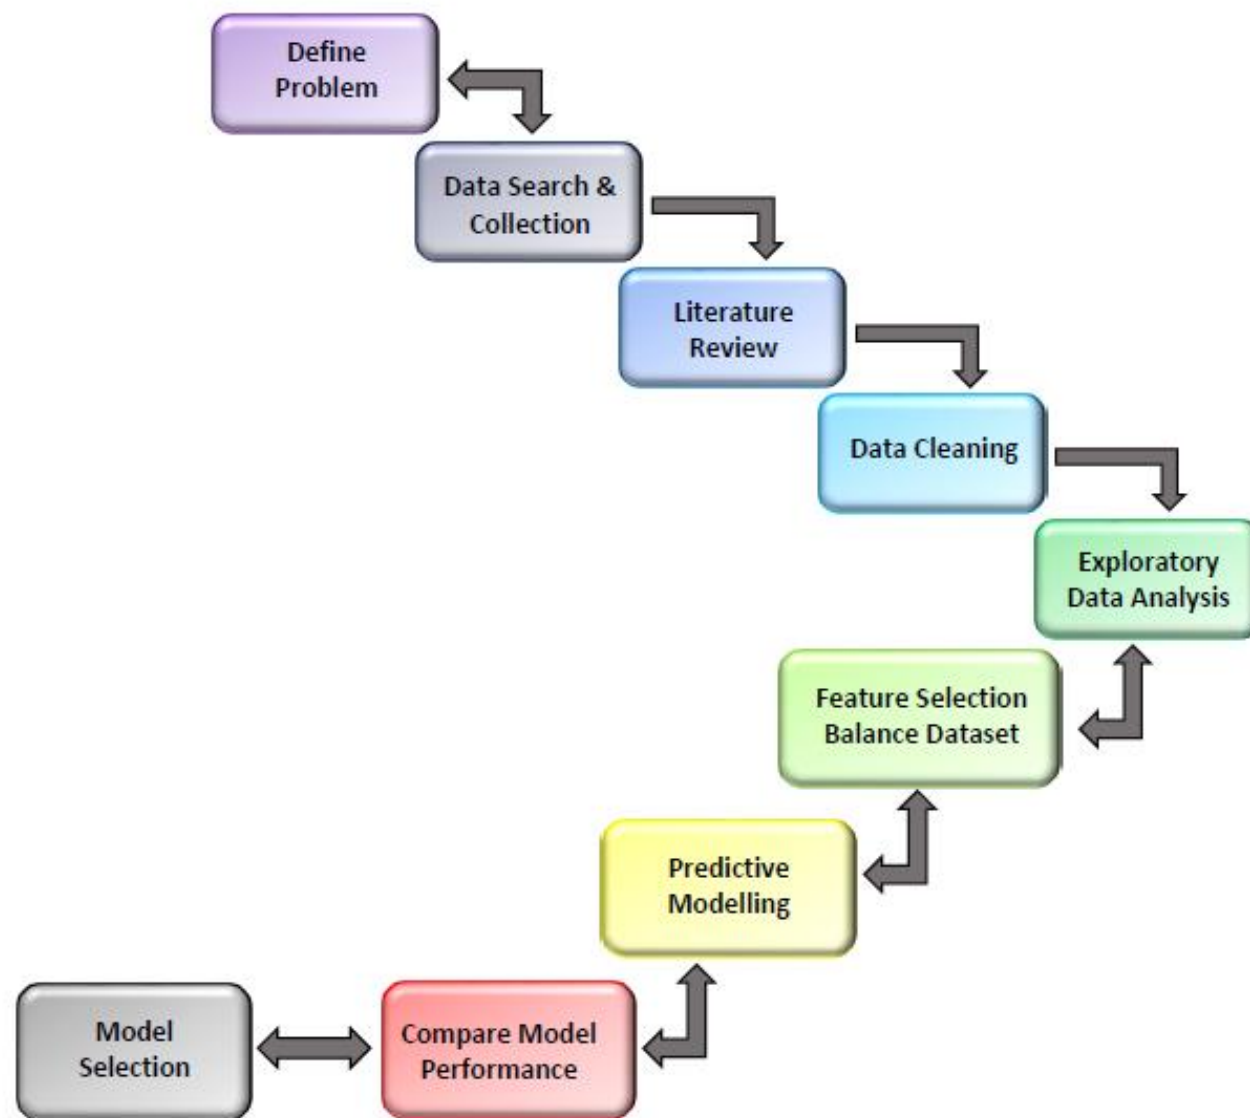 Define
Problem
Data Search &
Collection
Literature
Review
Data Cleaning
Exploratory
Data Analysis
Feature Selection
Balance Dataset
Predictive
Modelling
Compare Model
Performance
Model
Selection